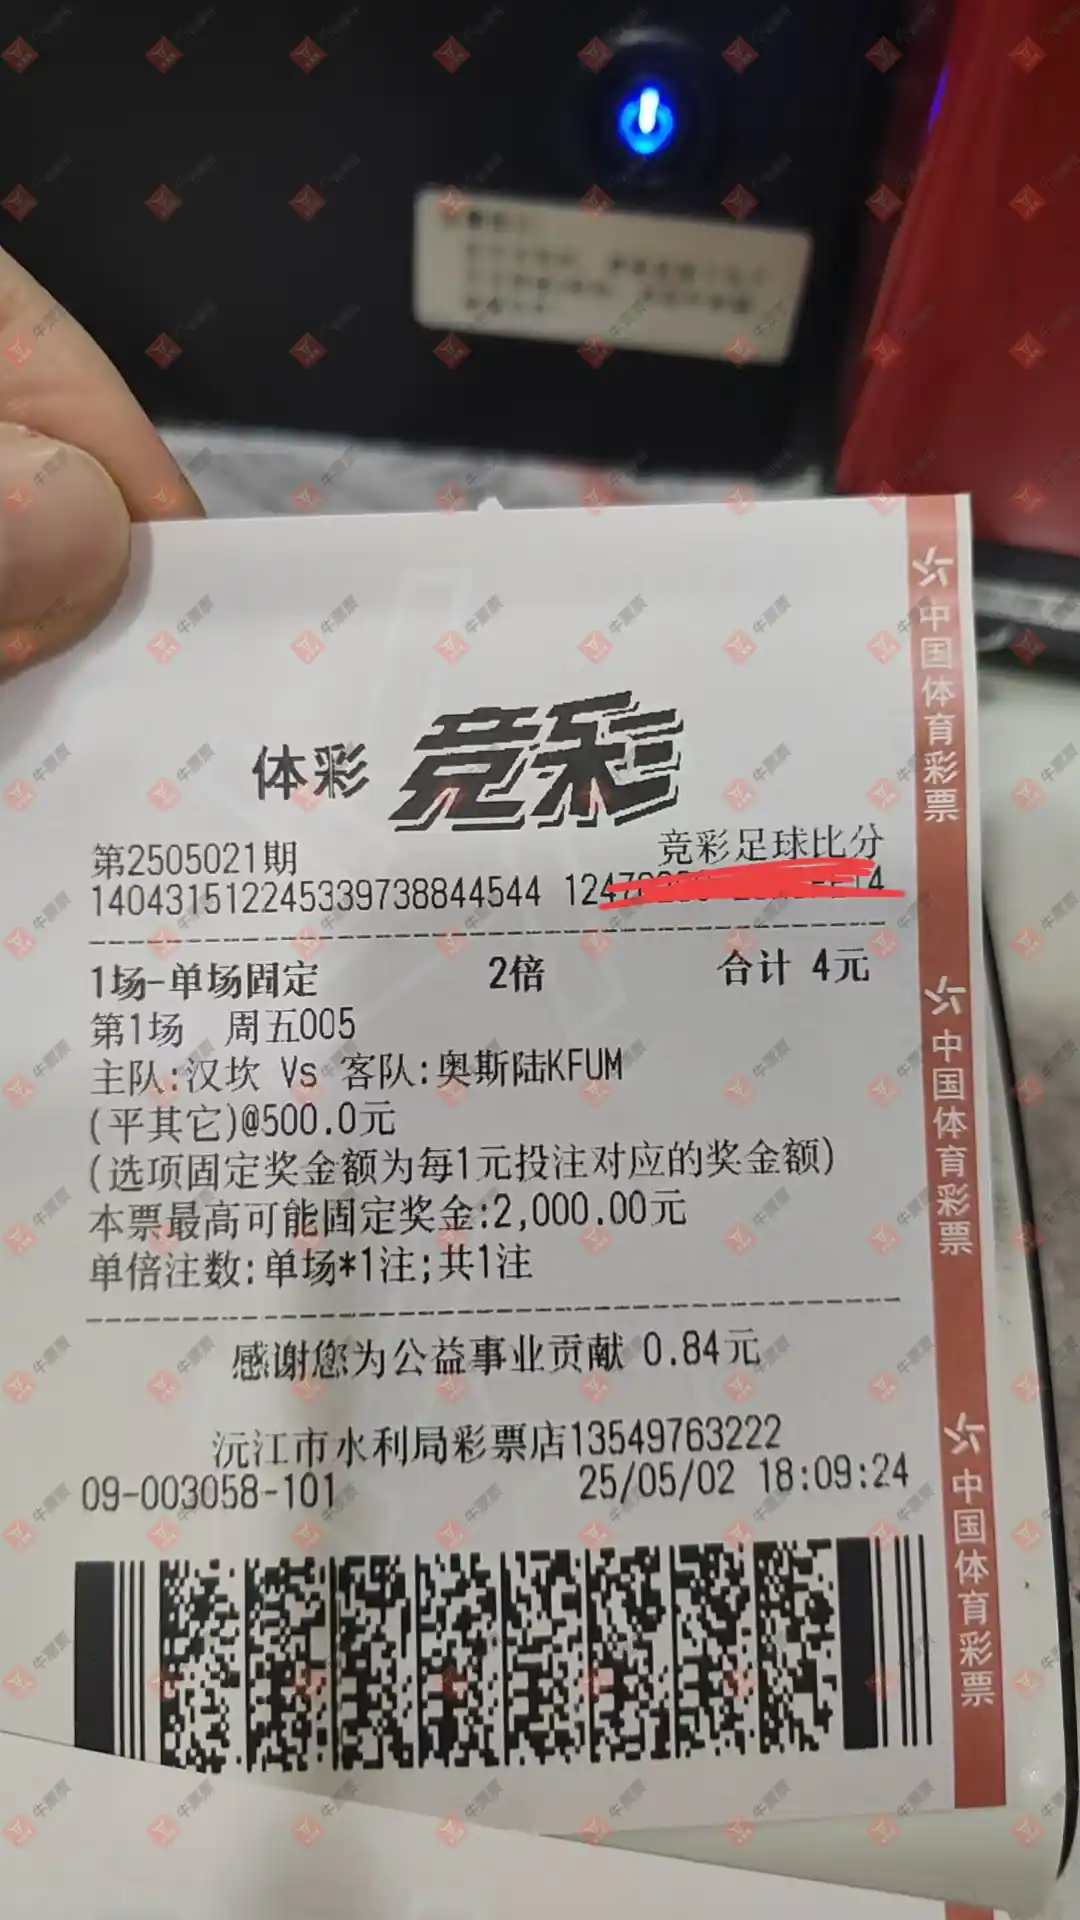 体彩 竞彩
第2505021期 竞彩足球比分
140431512245339738844544
1场-单场固定 2倍 合计 4元
第1场 周五005
主队:汉坎 Vs 客队:奥斯陆KFUM
(平其它)@500.0元
(选项固定奖金额为每1元投注对应的奖金额)
本票最高可能固定奖金:2,000.00元
单倍注数:单场*1注;共1注
感谢您为公益事业贡献 0.84元
沅江市水利局彩票店13549763222
09-003058-101 25/05/02 18:09:24
中国体育彩票
中国体育彩票
中国体育彩票
牛票票